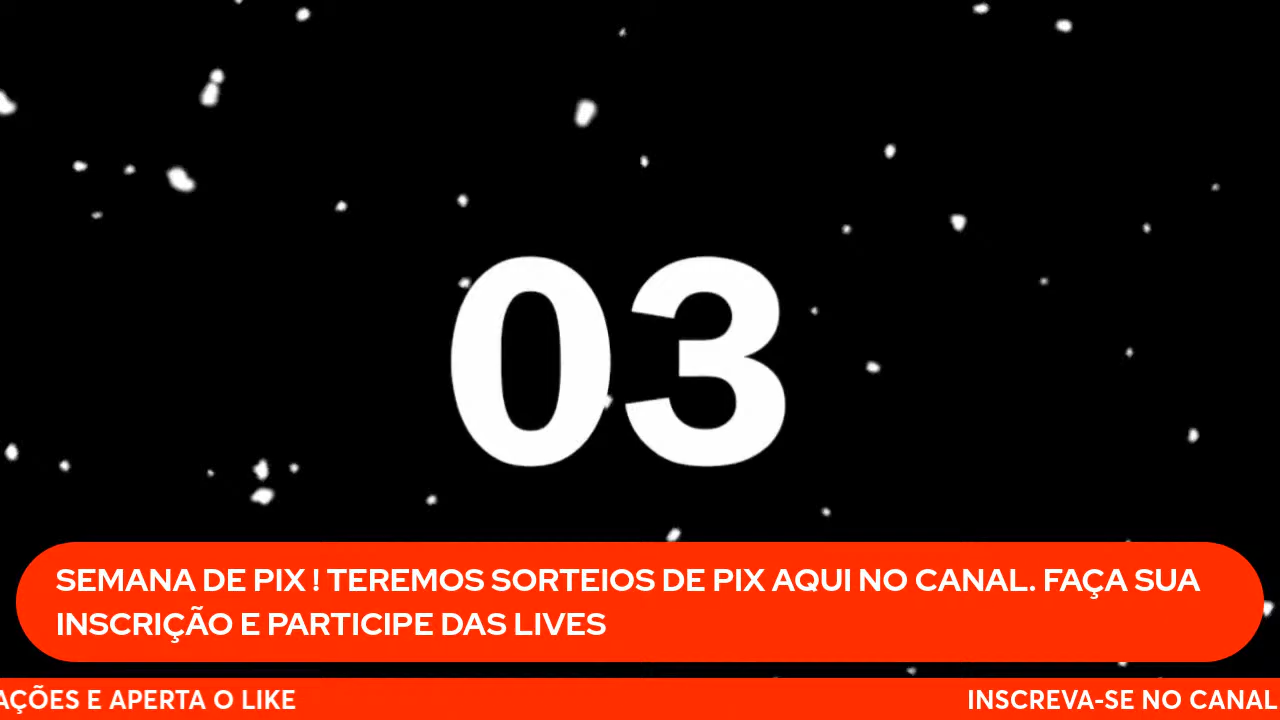 03
SEMANA DE PIX ! TEREMOS SORTEIOS DE PIX AQUI NO CANAL. FAÇA SUA
INSCRIÇÃO E PARTICIPE DAS LIVES
AÇÕES E APERTA O LIKE INSCREVA-SE NO CANAL